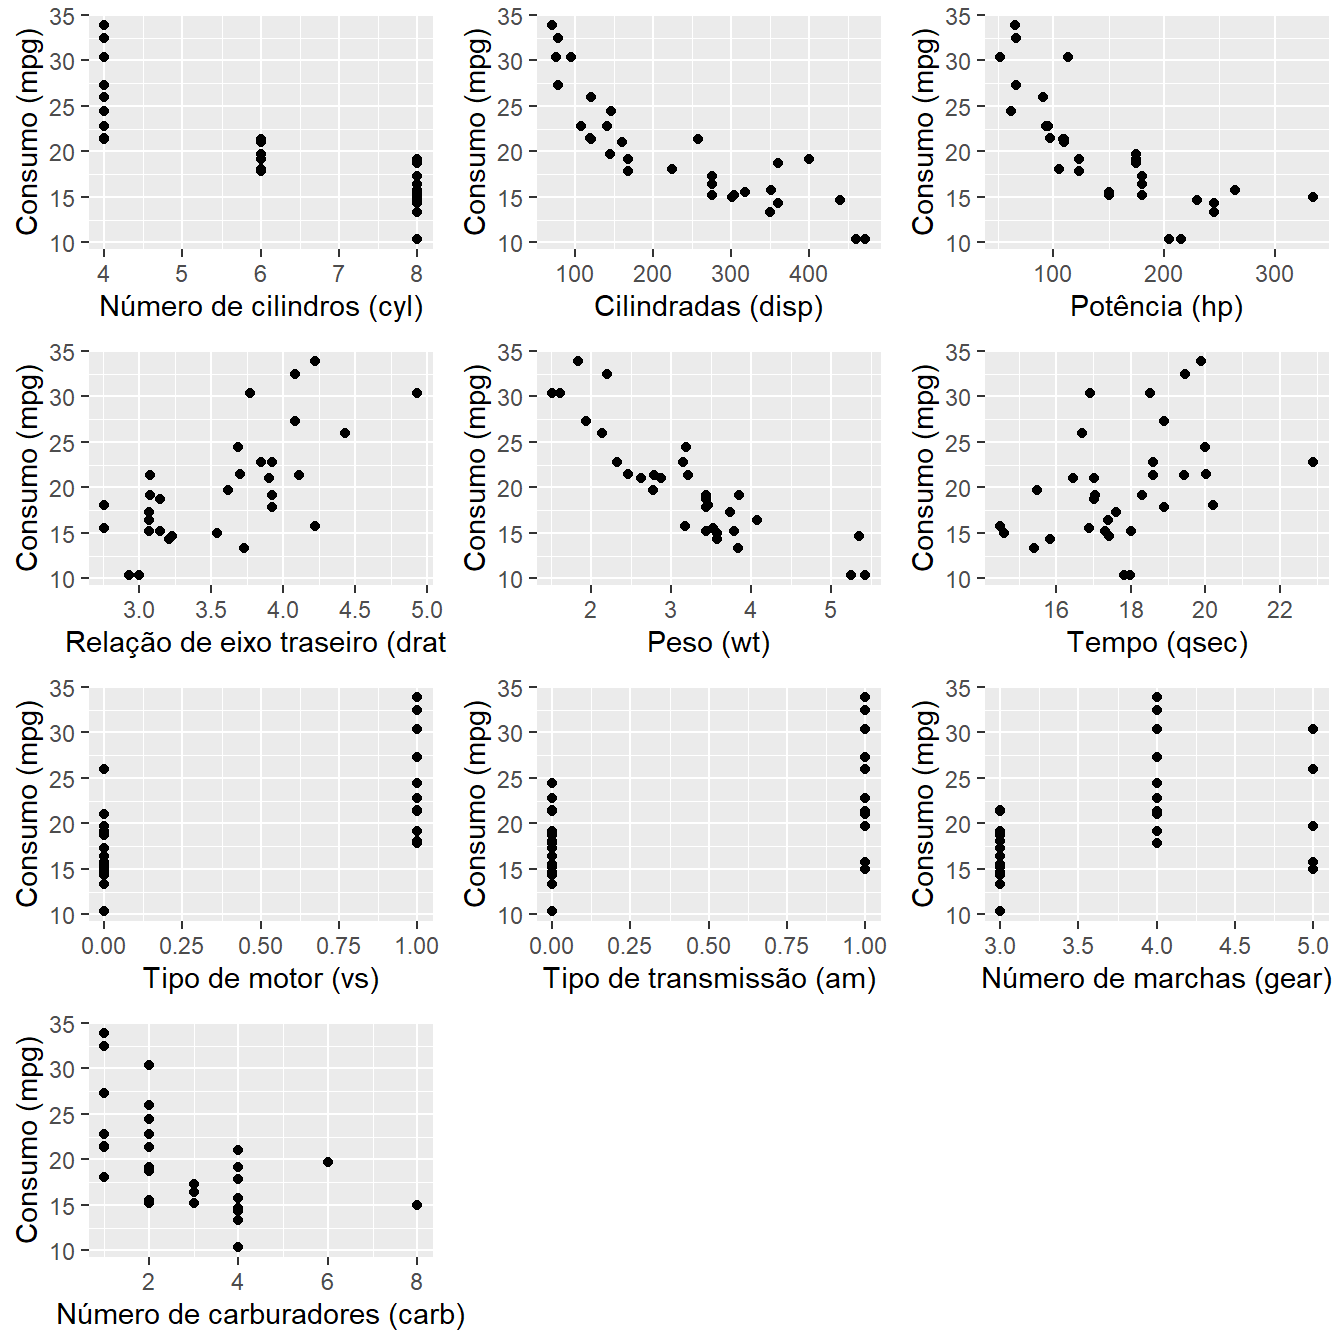 Consumo (mpg)
35
30
25
20
15
10
4 5 6 7 8
Número de cilindros (cyl)
Consumo (mpg)
35
30
25
20
15
10
100 200 300 400
Cilindradas (disp)
Consumo (mpg)
35
30
25
20
15
10
100 200 300
Potência (hp)
Consumo (mpg)
35
30
25
20
15
10
3.0 3.5 4.0 4.5 5.0
Relação de eixo traseiro (drat
Consumo (mpg)
35
30
25
20
15
10
2 3 4 5
Peso (wt)
Consumo (mpg)
35
30
25
20
15
10
16 18 20 22
Tempo (qsec)
Consumo (mpg)
35
30
25
20
15
10
0.00 0.25 0.50 0.75 1.00
Tipo de motor (vs)
Consumo (mpg)
35
30
25
20
15
10
0.00 0.25 0.50 0.75 1.00
Tipo de transmissão (am)
Consumo (mpg)
35
30
25
20
15
10
3.0 3.5 4.0 4.5 5.0
Número de marchas (gear)
Consumo (mpg)
35
30
25
20
15
10
2 4 6 8
Número de carburadores (carb)